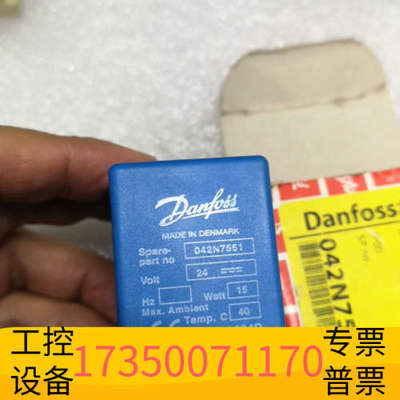 Danfoss
MADE IN DENMARK
Spare-
part no 042N7551
Volt 24
Hz Watt 15
Max. Ambient
Temp. C 40
Danfoss
042N75
工控
设备
17350071170
专票
普票